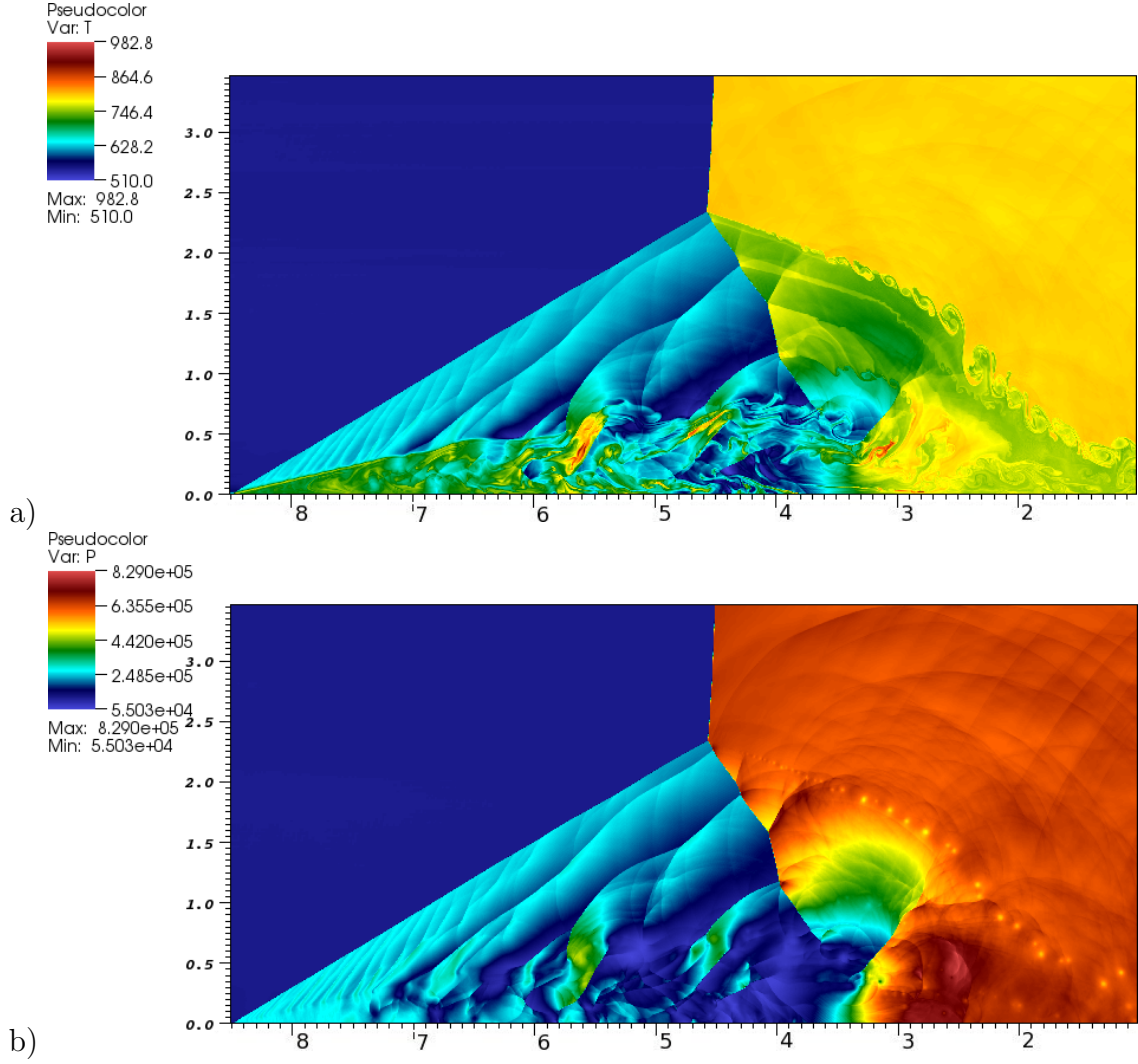 Pseudocolor
Var: T
982.8
864.6
746.4
628.2
510.0
Max: 982.8
Min: 510.0
3.0
2.5
2.0
1.5
1.0
0.5
0.0
8 7 6 5 4 3 2
a)
Pseudocolor
Var: P
8.290e+05
6.355e+05
4.420e+05
2.485e+05
5.503e+04
Max: 8.290e+05
Min: 5.503e+04
3.0
2.5
2.0
1.5
1.0
0.5
0.0
8 7 6 5 4 3 2
b)